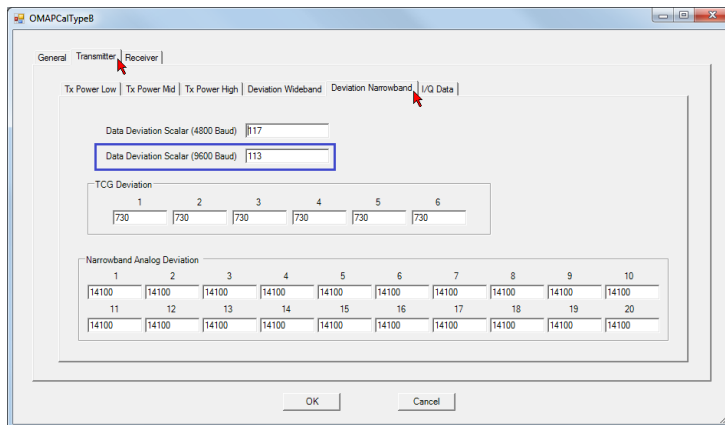 OMAPCalTypeB
General Transmitter Receiver
Tx Power Low Tx Power Mid Tx Power High Deviation Wideband Deviation Narrowband I/Q Data
Data Deviation Scalar (4800 Baud) 117
Data Deviation Scalar (9600 Baud) 113
TCG Deviation
1 2 3 4 5 6
730 730 730 730 730 730
Narrowband Analog Deviation
1 2 3 4 5 6 7 8 9 10
14100 14100 14100 14100 14100 14100 14100 14100 14100 14100
11 12 13 14 15 16 17 18 19 20
14100 14100 14100 14100 14100 14100 14100 14100 14100 14100
OK Cancel